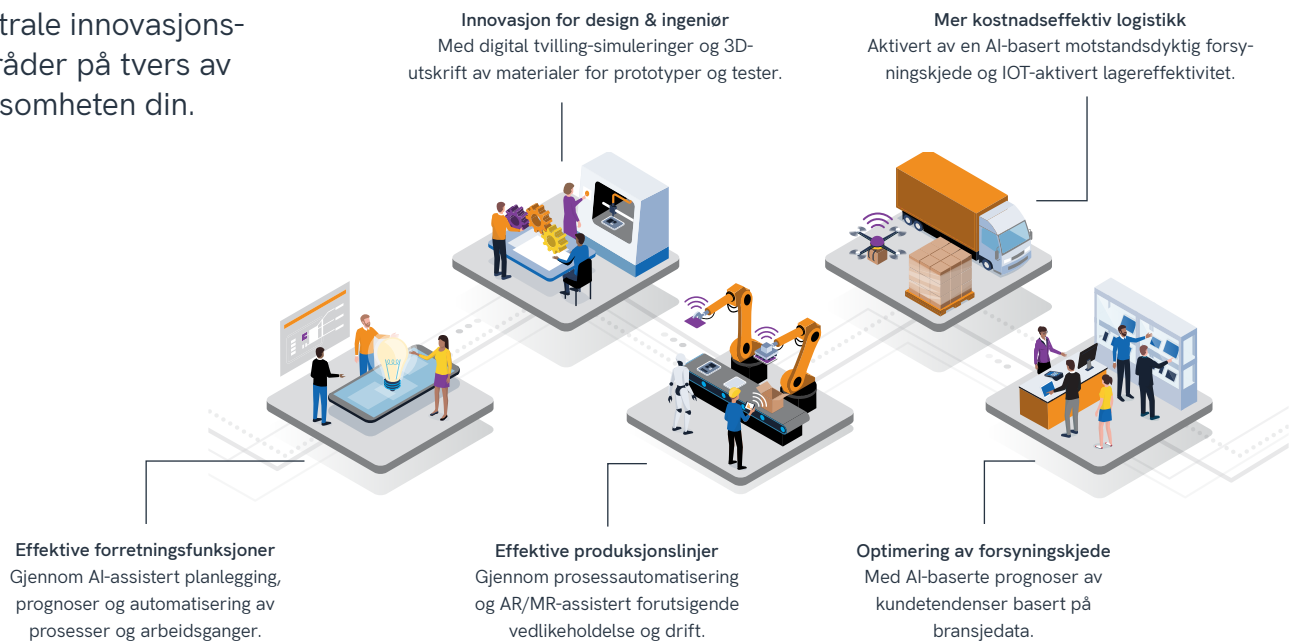 trale innovasjons-
råder på tvers av
somheten din.
Innovasjon for design & ingeniør
Med digital tvilling-simuleringer og 3D-
utskrift av materialer for prototyper og tester.
Mer kostnadseffektiv logistikk
Aktivert av en AI-basert motstandsdyktig forsy-
ningskjede og IOT-aktivert lagereffektivitet.
Effektive forretningsfunksjoner
Gjennom AI-assistert planlegging,
prognoser og automatisering av
prosesser og arbeidsganger.
Effektive produksjonslinjer
Gjennom prosessautomatisering
og AR/MR-assistert forutsigende
vedlikeholdelse og drift.
Optimering av forsyningskjede
Med AI-baserte prognoser av
kundetendenser basert på
bransjedata.